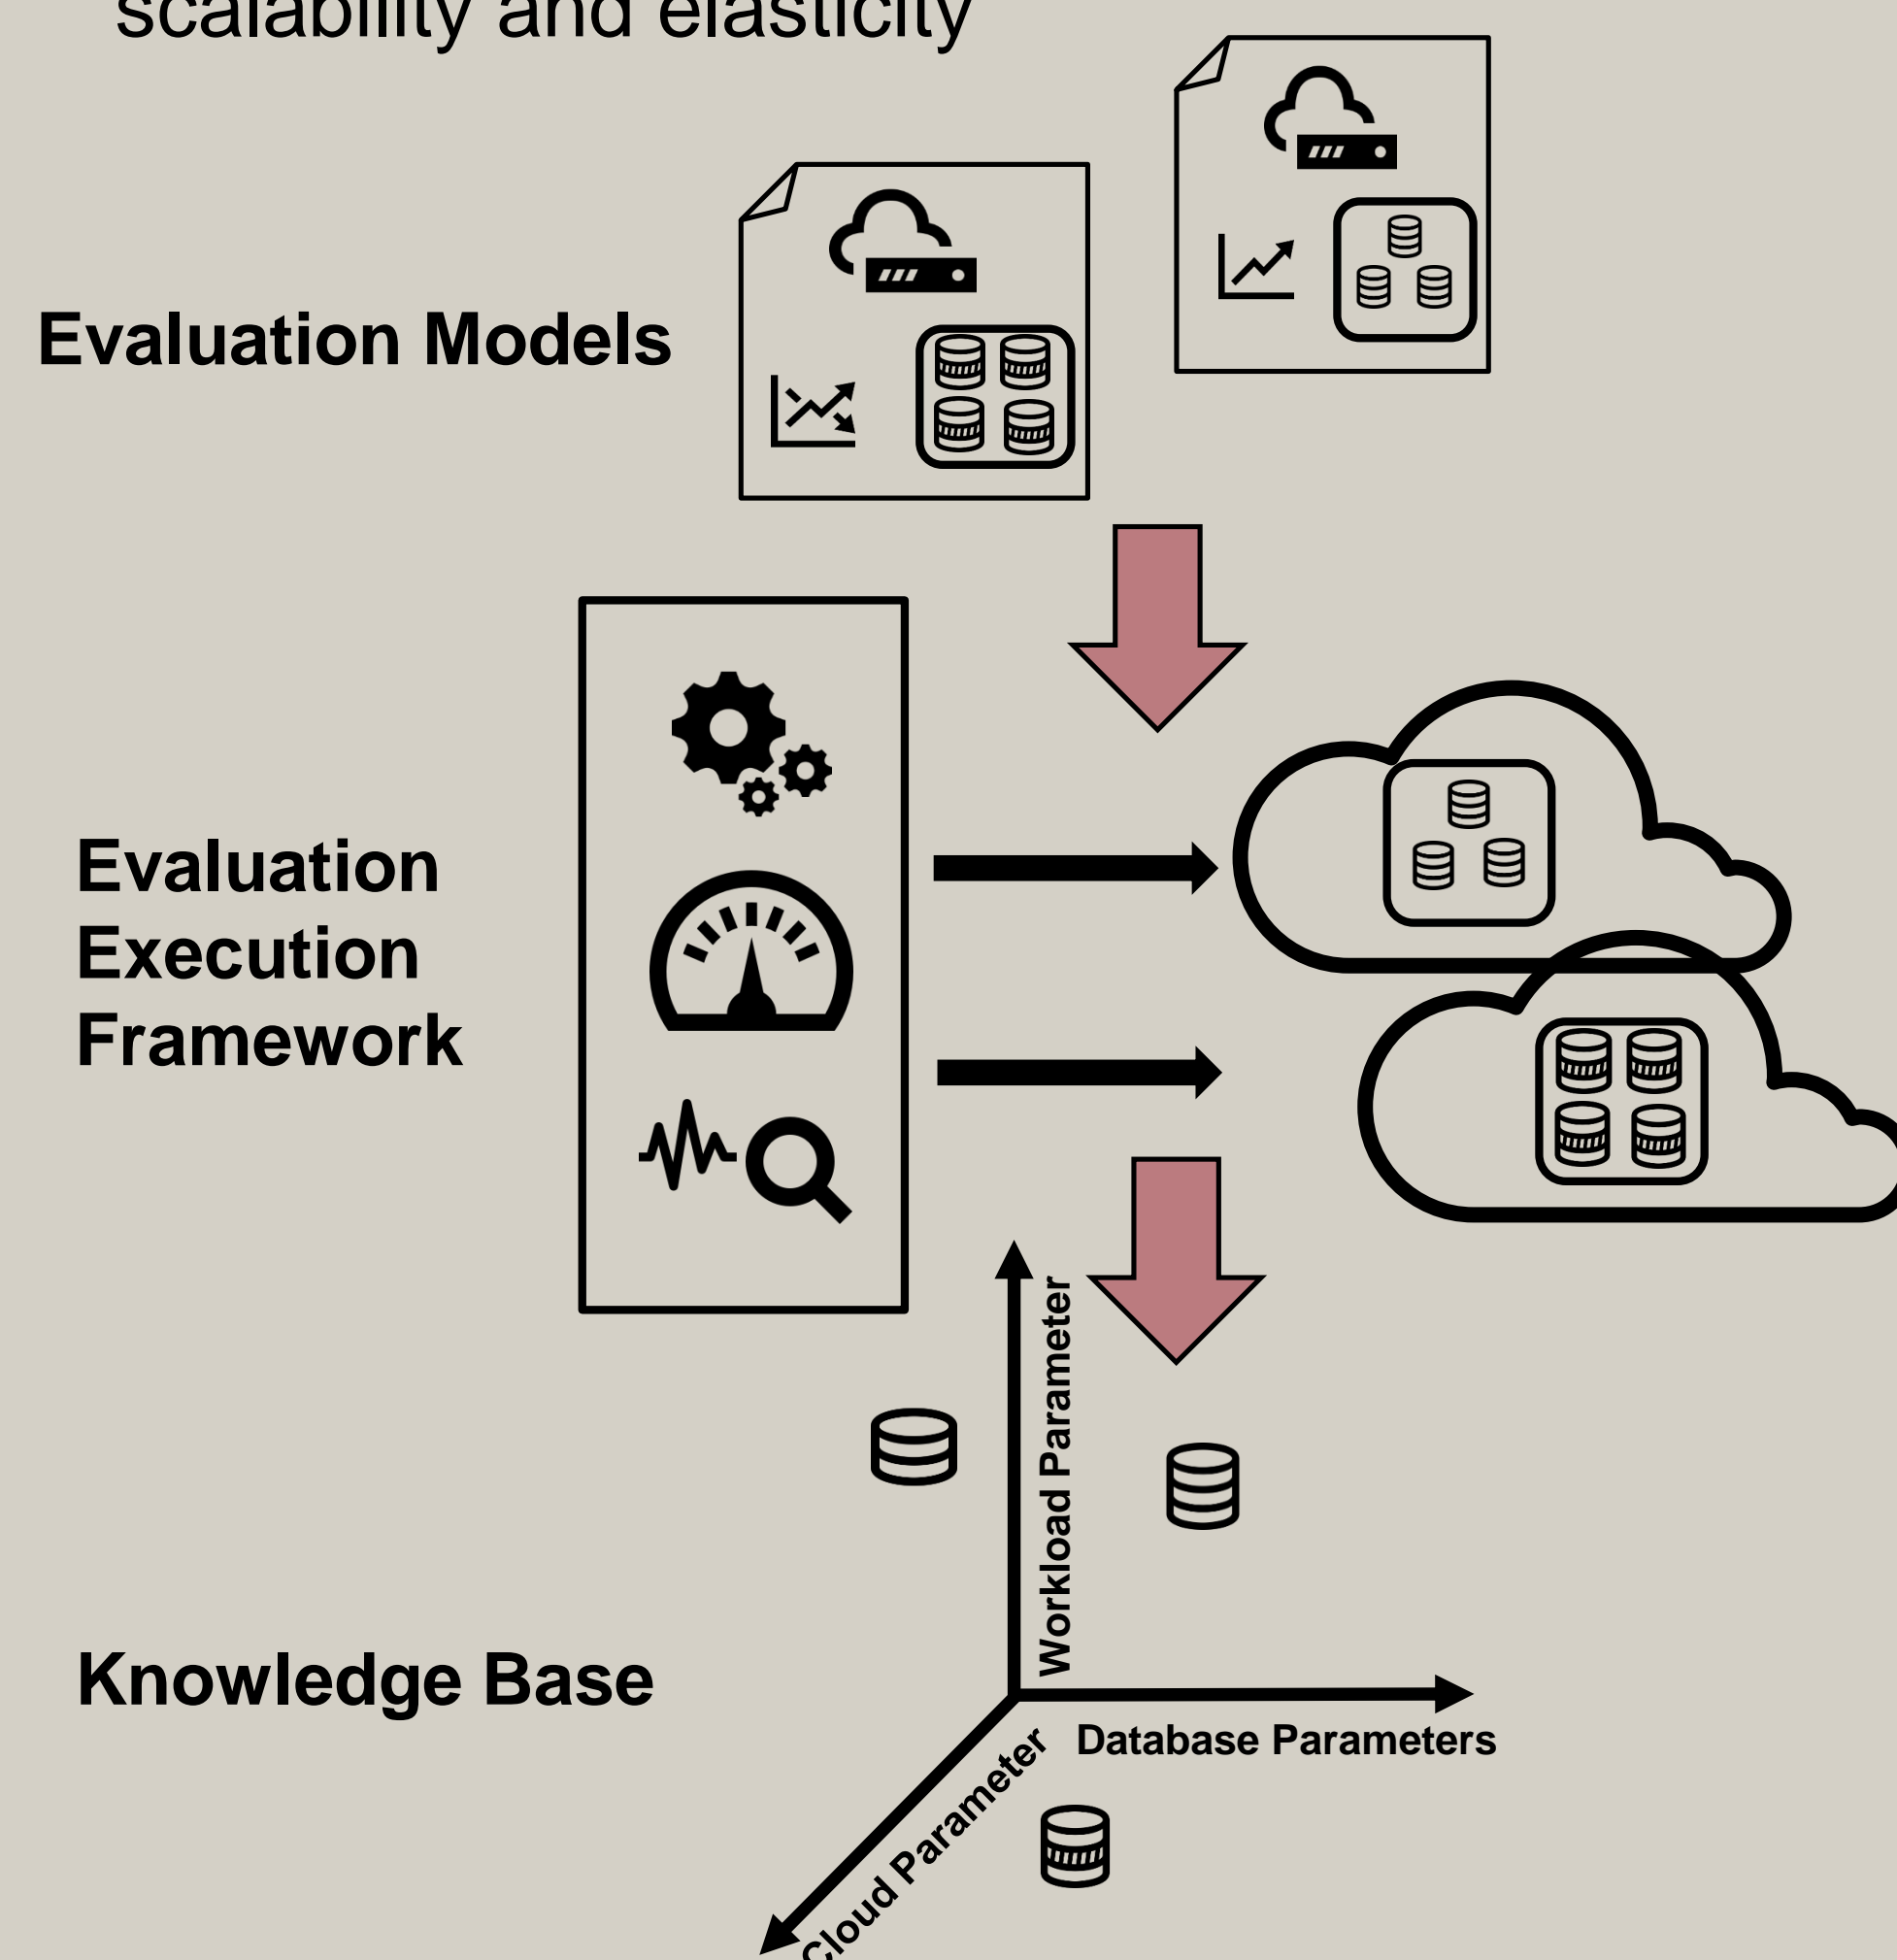 scalability and elasticity
Evaluation Models
Evaluation
Execution
Framework
Workload Parameter
Knowledge Base
Database Parameters
Cloud Parameter